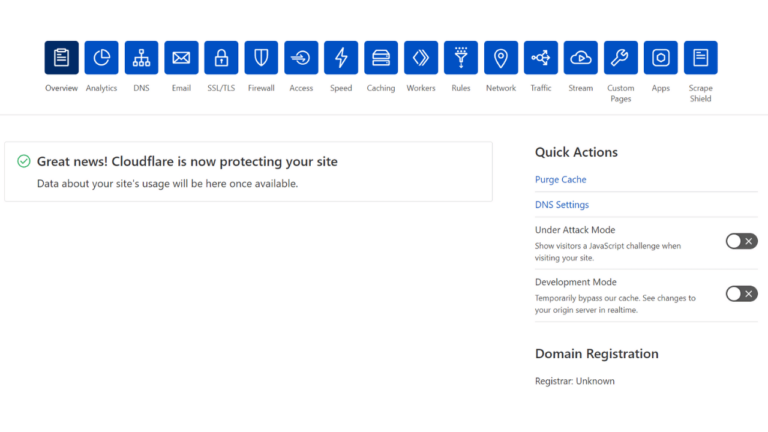 Overview
Analytics
DNS
Email
SSL/TLS
Firewall
Access
Speed
Caching
Workers
Rules
Network
Traffic
Stream
Custom
Pages
Apps
Scrape
Shield
Great news! Cloudflare is now protecting your site
Data about your site's usage will be here once available.
Quick Actions
Purge Cache
DNS Settings
Under Attack Mode
Show visitors a JavaScript challenge when
visiting your site.
Development Mode
Temporarily bypass our cache. See changes to
your origin server in realtime.
Domain Registration
Registrar: Unknown